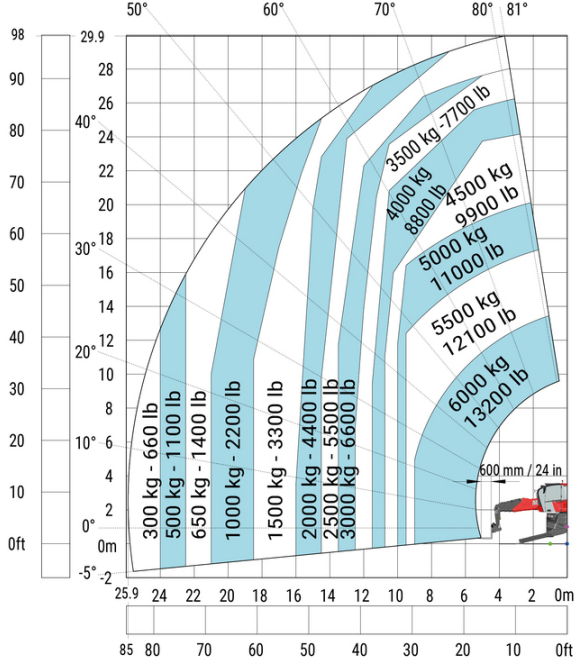 50°
60°
70°
80°
81°
98
29.9
90
28
26
80
40°
24
22
70
20
60
18
30°
16
50
14
40
12
20°
10
30
8
20
10°
6
4
10
2
0°
0ft
0m
-5°
-2
3500 kg -7700 lb
4000 kg
8800 lb
4500 kg
9900 lb
5000 kg
11000 lb
5500 kg
12100 lb
6000 kg
13200 lb
600 mm / 24 in
300 kg - 660 lb
500 kg - 1100 lb
650 kg - 1400 lb
1000 kg - 2200 lb
1500 kg - 3300 lb
2000 kg - 4400 lb
2500 kg - 5500 lb
3000 kg - 6600 lb
25.9 24 22 20 18 16 14 12 10 8 6 4 2 0m
85 80 70 60 50 40 30 20 10 0ft